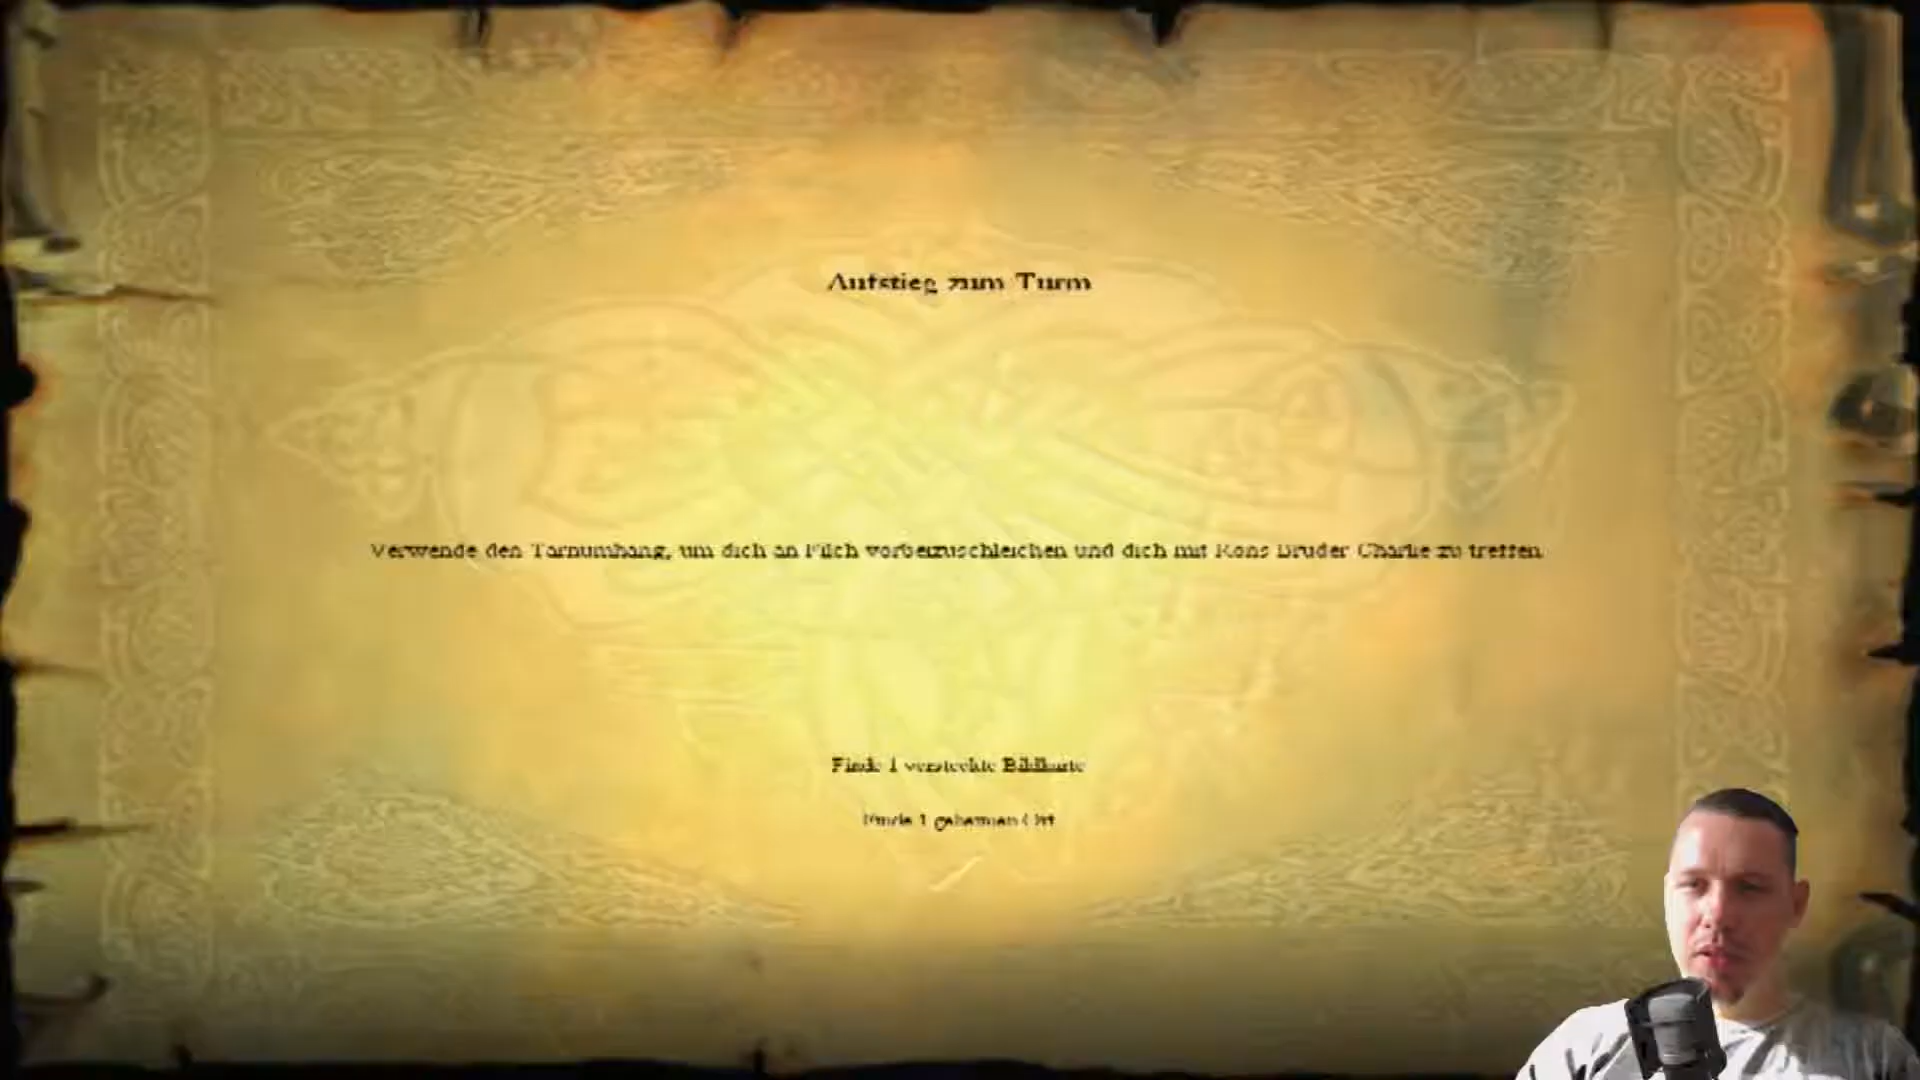 Aufstieg zum Turm
Verwende den Tarnumhang, um dich an Filch vorbeizuschleichen und dich mit Rons Bruder Charlie zu treffen
Finde 1 versteckte Bildkarte
Finde 1 geheimen Ort